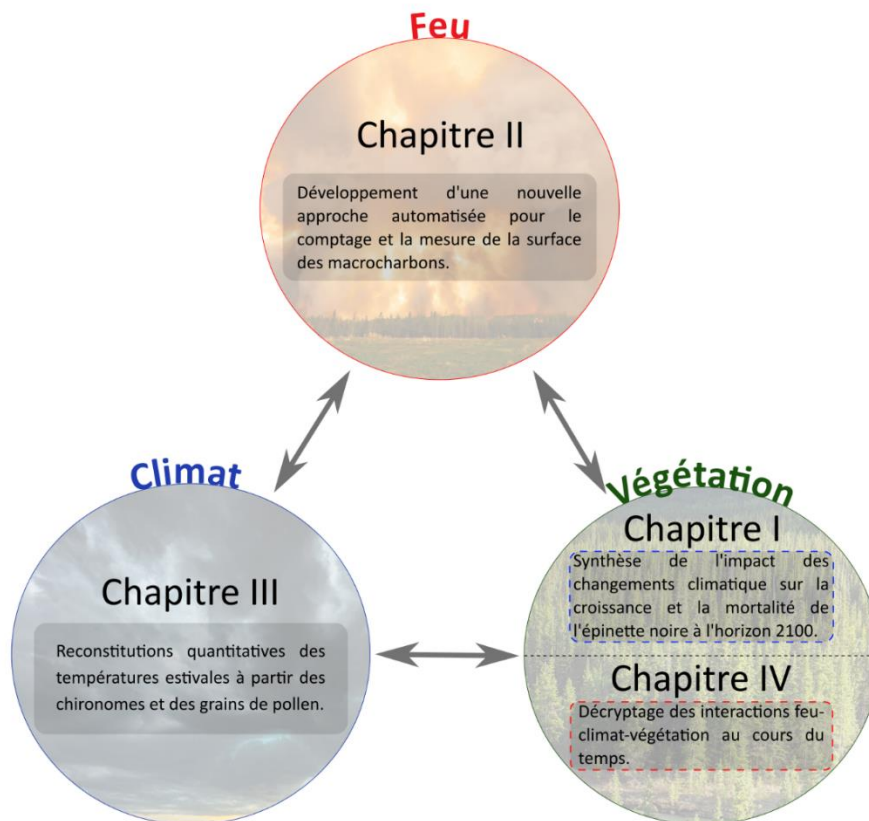 Feu
Chapitre II
Développement d'une nouvelle
approche automatisée pour le
comptage et la mesure de la surface
des macrocharbons.
Climat
Chapitre III
Reconstitutions quantitatives des
températures estivales à partir des
chironomes et des grains de pollen.
Végétation
Chapitre I
Synthèse de l'impact des
changements climatique sur la
croissance et la mortalité de
l'épinette noire à l'horizon 2100.
Chapitre IV
Décryptage des interactions feu-
climat-végétation au cours du
temps.